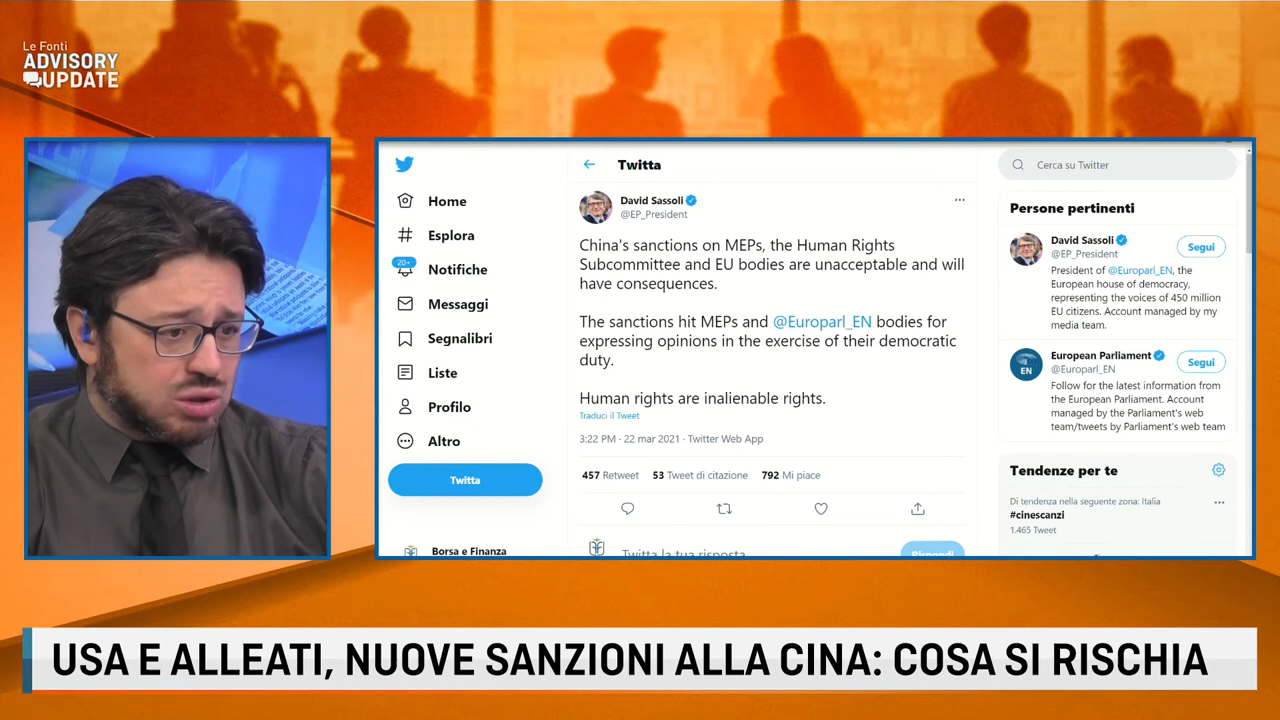 Le Fonti
ADVISORY
UPDATE
Home
Esplora
20+
Notifiche
Messaggi
Segnalibri
Liste
Profilo
Altro
Twitta
Borsa e Finanza
Twitta
David Sassoli
@EP_President
China's sanctions on MEPs, the Human Rights
Subcommittee and EU bodies are unacceptable and will
have consequences.
The sanctions hit MEPs and @Europarl_EN bodies for
expressing opinions in the exercise of their democratic
duty.
Human rights are inalienable rights.
Traduci il Tweet
3:22 PM · 22 mar 2021 · Twitter Web App
457 Retweet 53 Tweet di citazione 792 Mi piace
Twitta la tua risposta
Rispondi
Cerca su Twitter
Persone pertinenti
David Sassoli
Segui
@EP_President
President of @Europarl_EN, the
European house of democracy,
representing the voices of 450 million
EU citizens. Account managed by my
media team.
EN
European Parliament
Segui
@Europarl_EN
Follow for the latest information from
the European Parliament. Account
managed by the Parliament's web
team/tweets by Parliament's web team
Tendenze per te
Di tendenza nella seguente zona: Italia
#cinescanzi
1.465 Tweet
USA E ALLEATI, NUOVE SANZIONI ALLA CINA: COSA SI RISCHIA